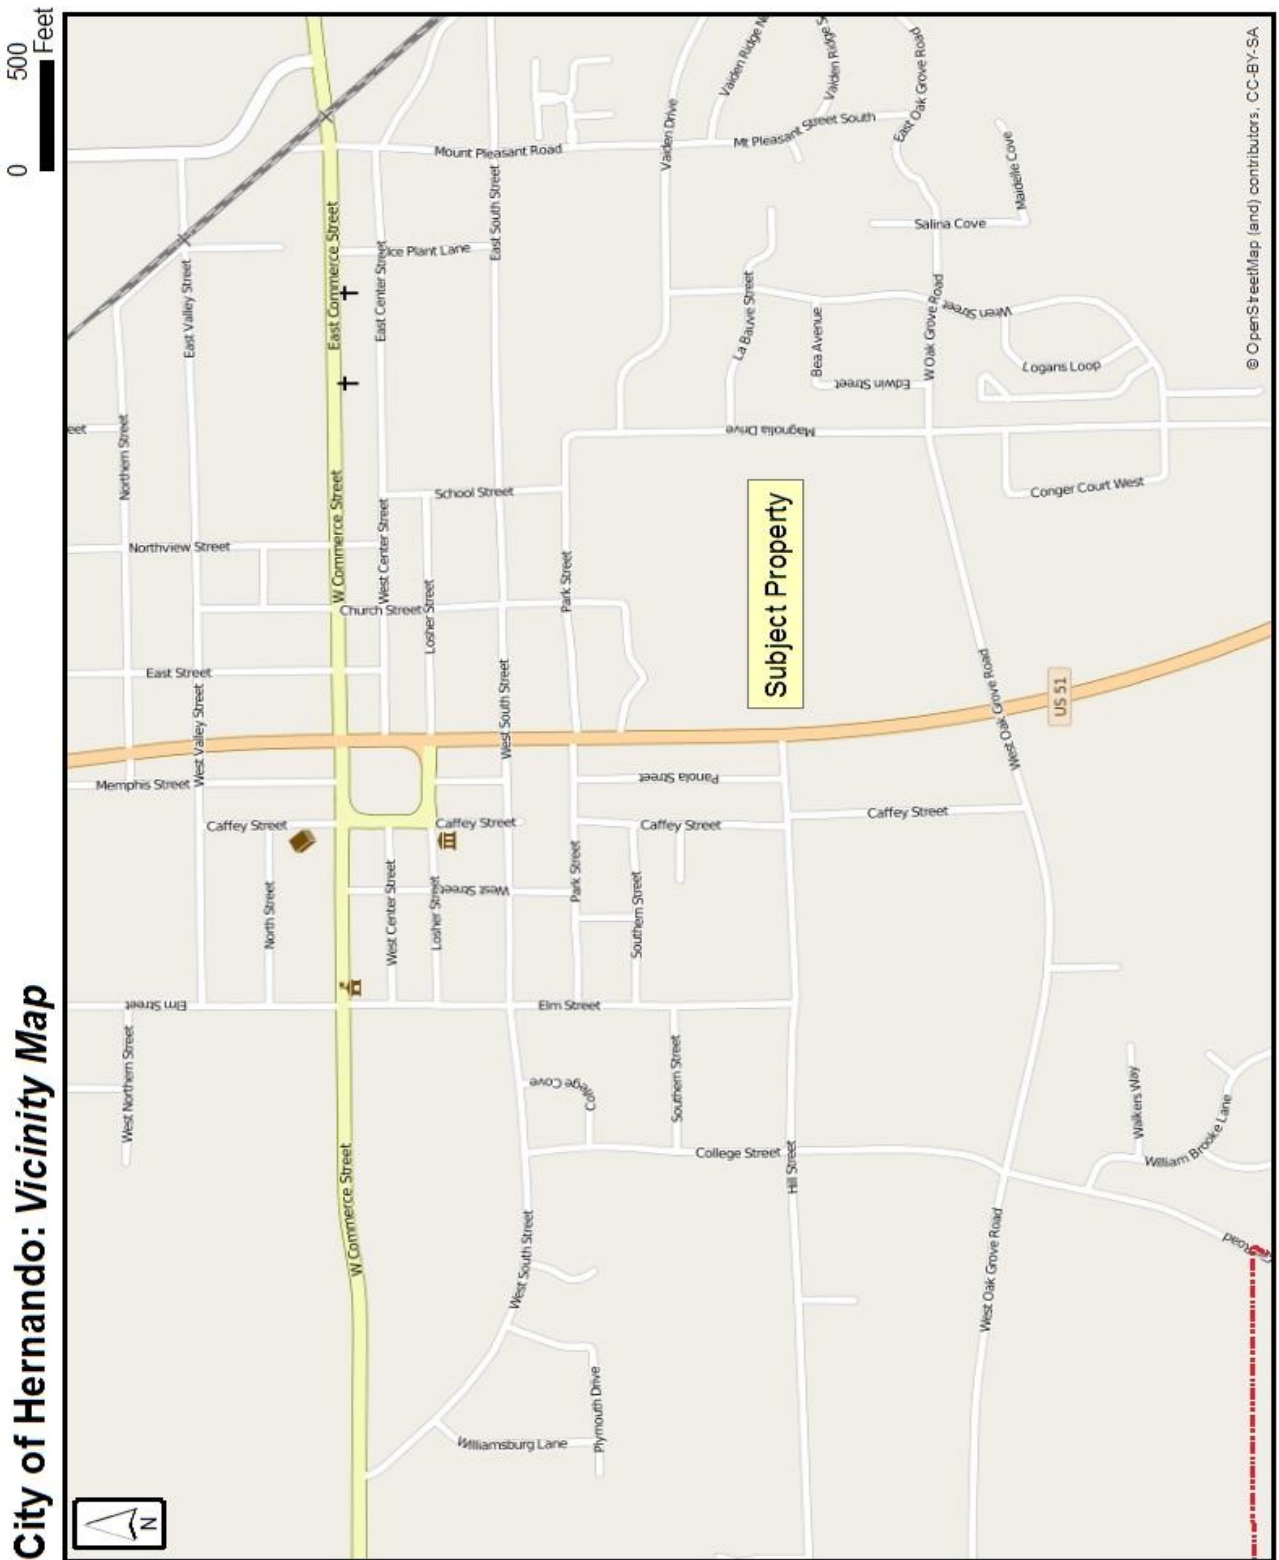 City of Hernando: Vicinity Map
0 500
Feet
N
West Northern Street
Elm Street
Memphis Street
Northern Street
eet
East Street
Northview Street
West Valley Street
East Valley Street
Caffey Street
North Street
W Commerce Street
W Commerce Street
East Commerce Street
Church Street
West Center Street
West Center Street
East Center Street
Ice Plant Lane
Losher Street
Losher Street
School Street
Mount Pleasant Road
Caffey Street
West Street
West South Street
West South Street
East South Street
Williamsburg Lane
Plymouth Drive
College Cove
Elm Street
Park Street
Park Street
Southern Street
Southern Street
Caffey Street
Panola Street
College Street
Hill Street
Subject Property
Magnolia Drive
Vaiden Drive
Vaiden Ridge N
Vaiden Ridge S
Mt Pleasant Street South
La Bauve Street
Bea Avenue
Edwin Street
East Oak Grove Road
W Oak Grove Road
Salina Cove
Maidelle Cove
Wren Street
Logans Loop
Conger Court West
Caffey Street
West Oak Grove Road
West Oak Grove Road
US 51
Walkers Way
William Brooke Lane
Road
© OpenStreetMap (and) contributors, CC-BY-SA